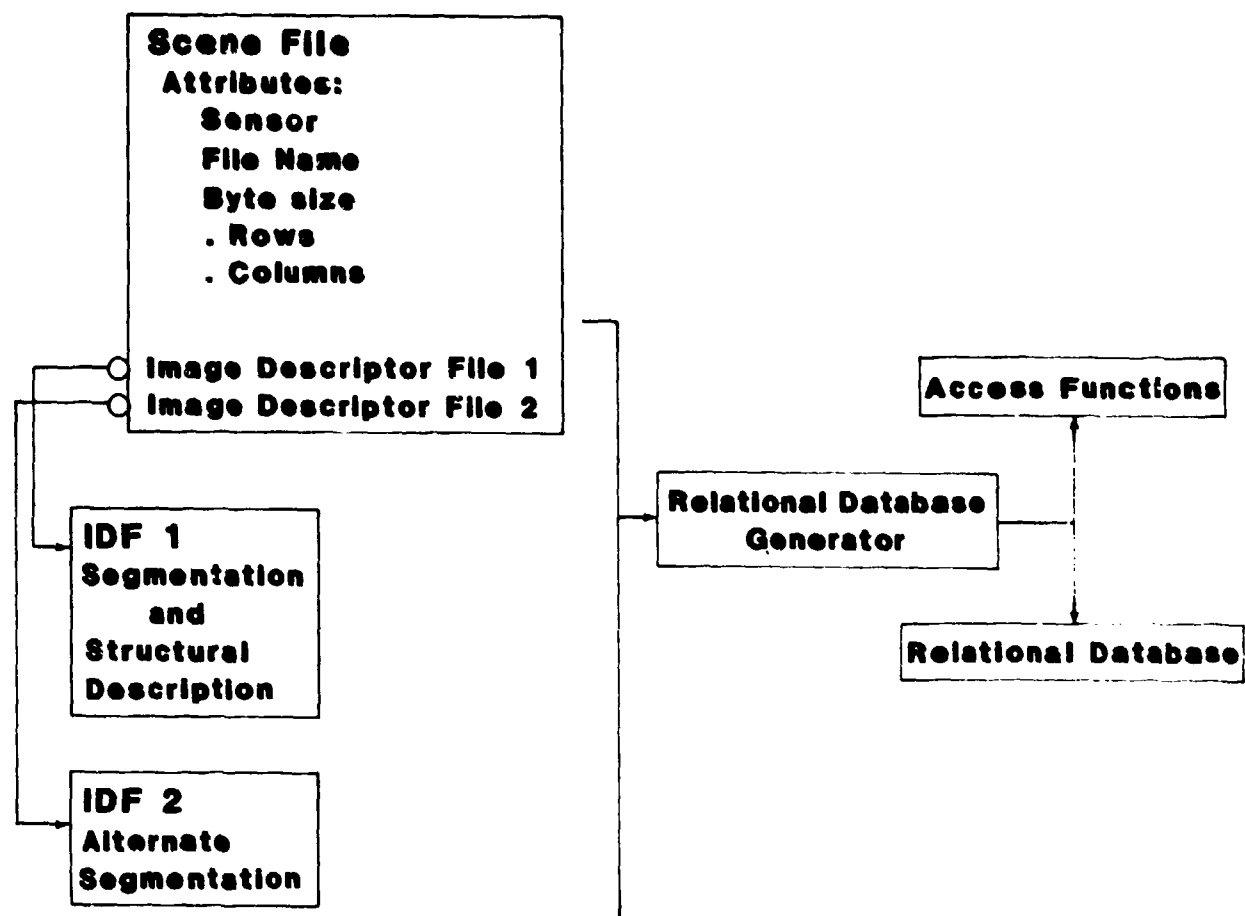 Scene File
Attributes:
Sensor
File Name
Byte size
. Rows
. Columns
Image Descriptor File 1
Image Descriptor File 2
IDF 1
Segmentation
and
Structural
Description
IDF 2
Alternate
Segmentation
Relational Database
Generator
Access Functions
Relational Database